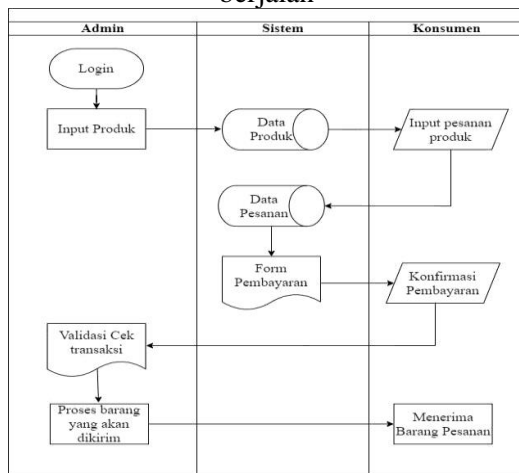 berjalan
Admin
Sistem
Konsumen
Login
Input Produk
Data
Produk
Input pesanan
produk
Data
Pesanan
Form
Pembayaran
Konfirmasi
Pembayaran
Validasi Cek
transaksi
Proses barang
yang akan
dikirim
Menerima
Barang Pesanan